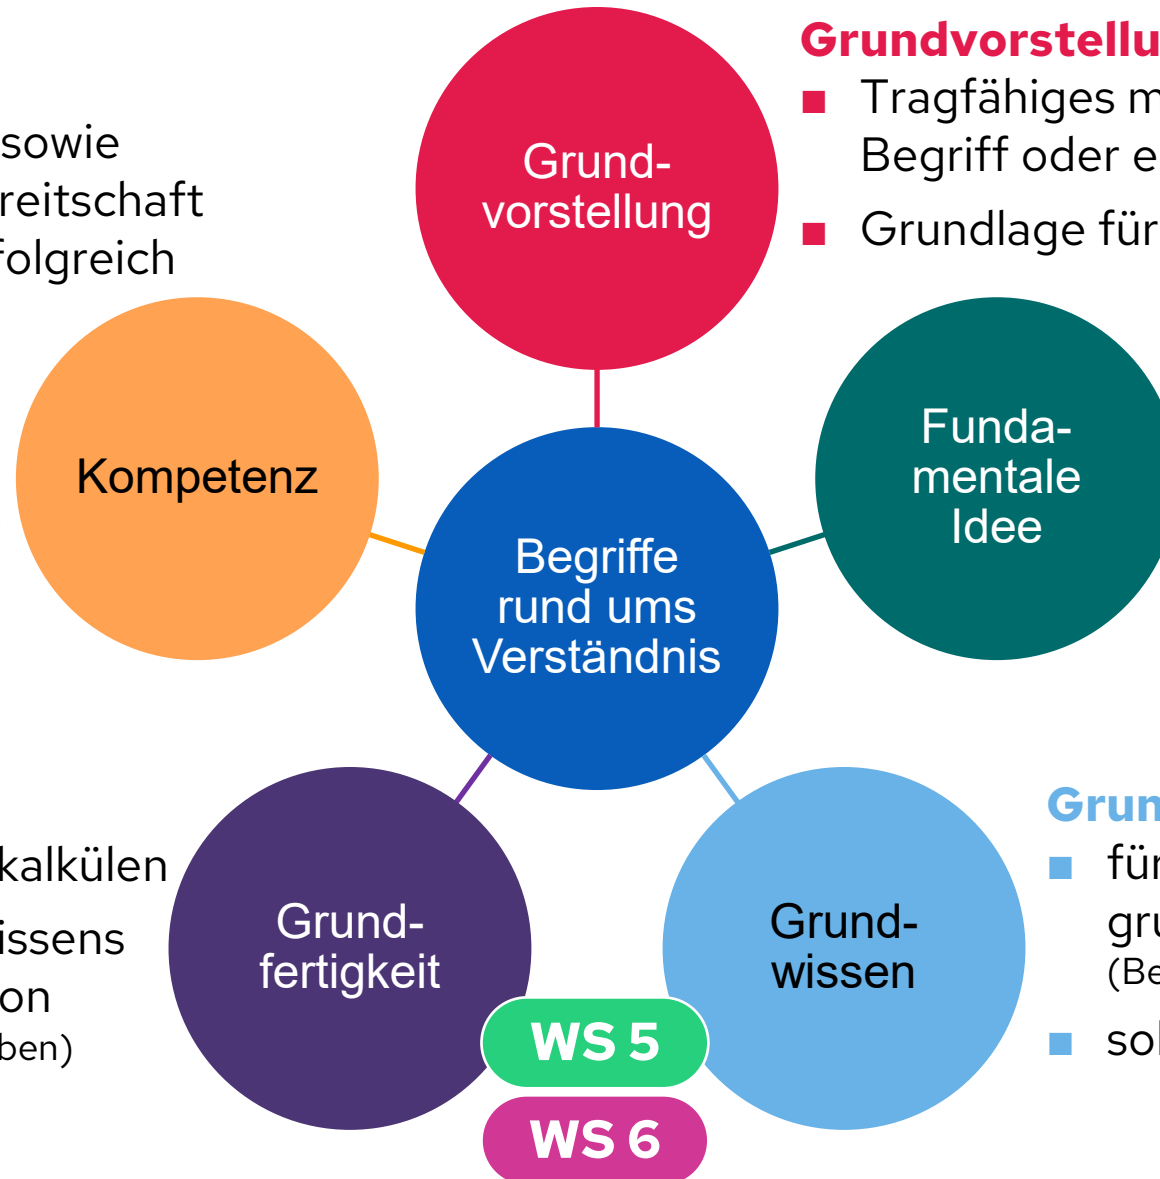 Grundvorstellu
Tragfähiges m
Begriff oder e
Grundlage für
sowie
reitschaft
folgreich
Grund-
vorstellung
Kompetenz
Funda-
mentale
Idee
Begriffe
rund ums
Verständnis
kalkülen
issens
on
ben)
Grund-
fertigkeit
Grund-
wissen
Grun
für
gru
(Be
sol
WS 5
WS 6